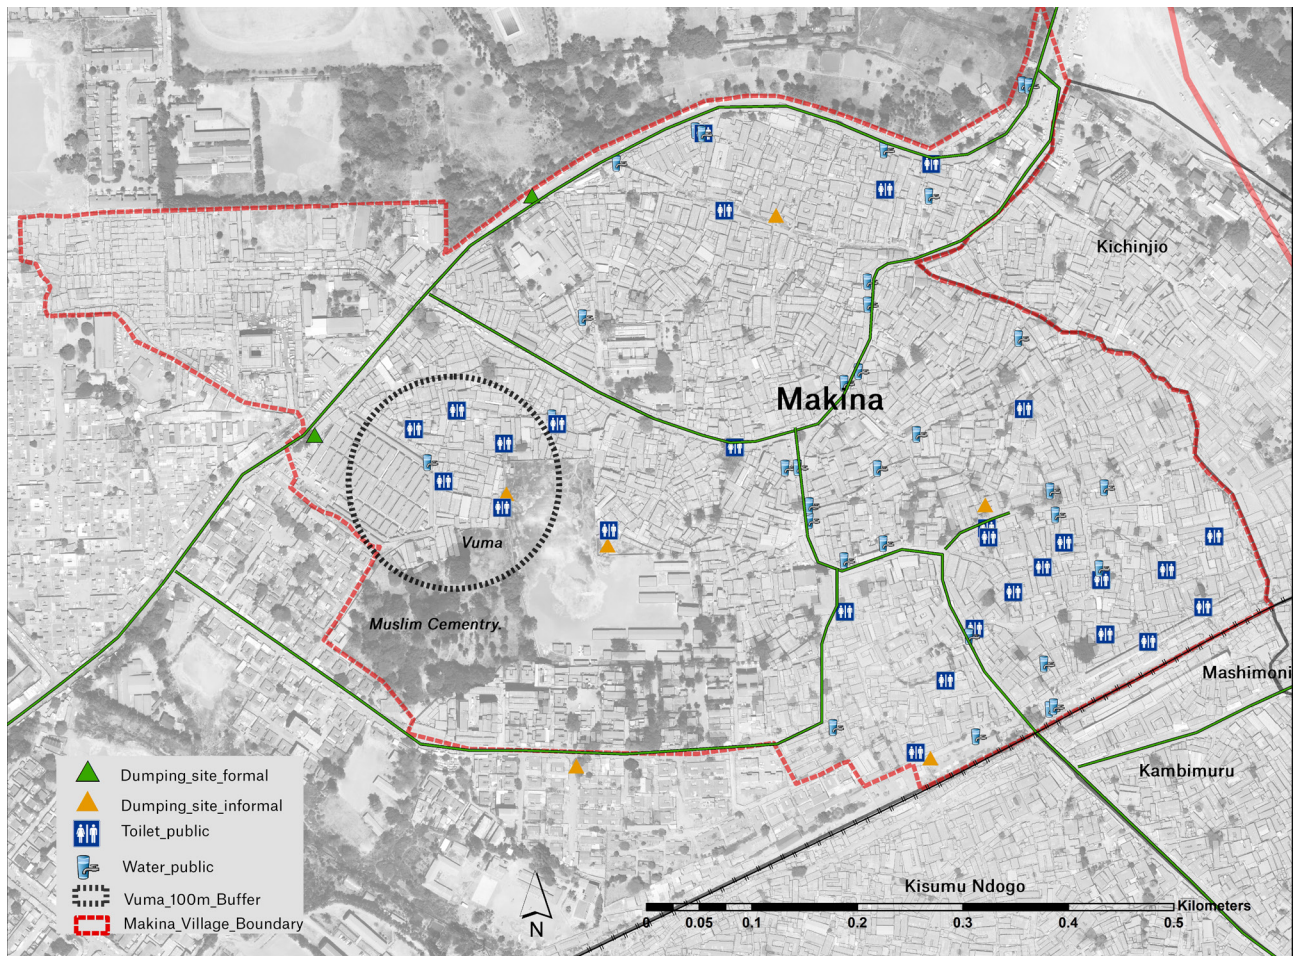 Kichinjio
Makina
Vuma
Muslim Cementry.
Mashimoni
Kambimuru
Kisumu Ndogo
Dumping_site_formal
Dumping_site_informal
Toilet_public
Water_public
Vuma_100m_Buffer
Makina_Village_Boundary
N
Kilometers
0 0.05 0.1 0.2 0.3 0.4 0.5